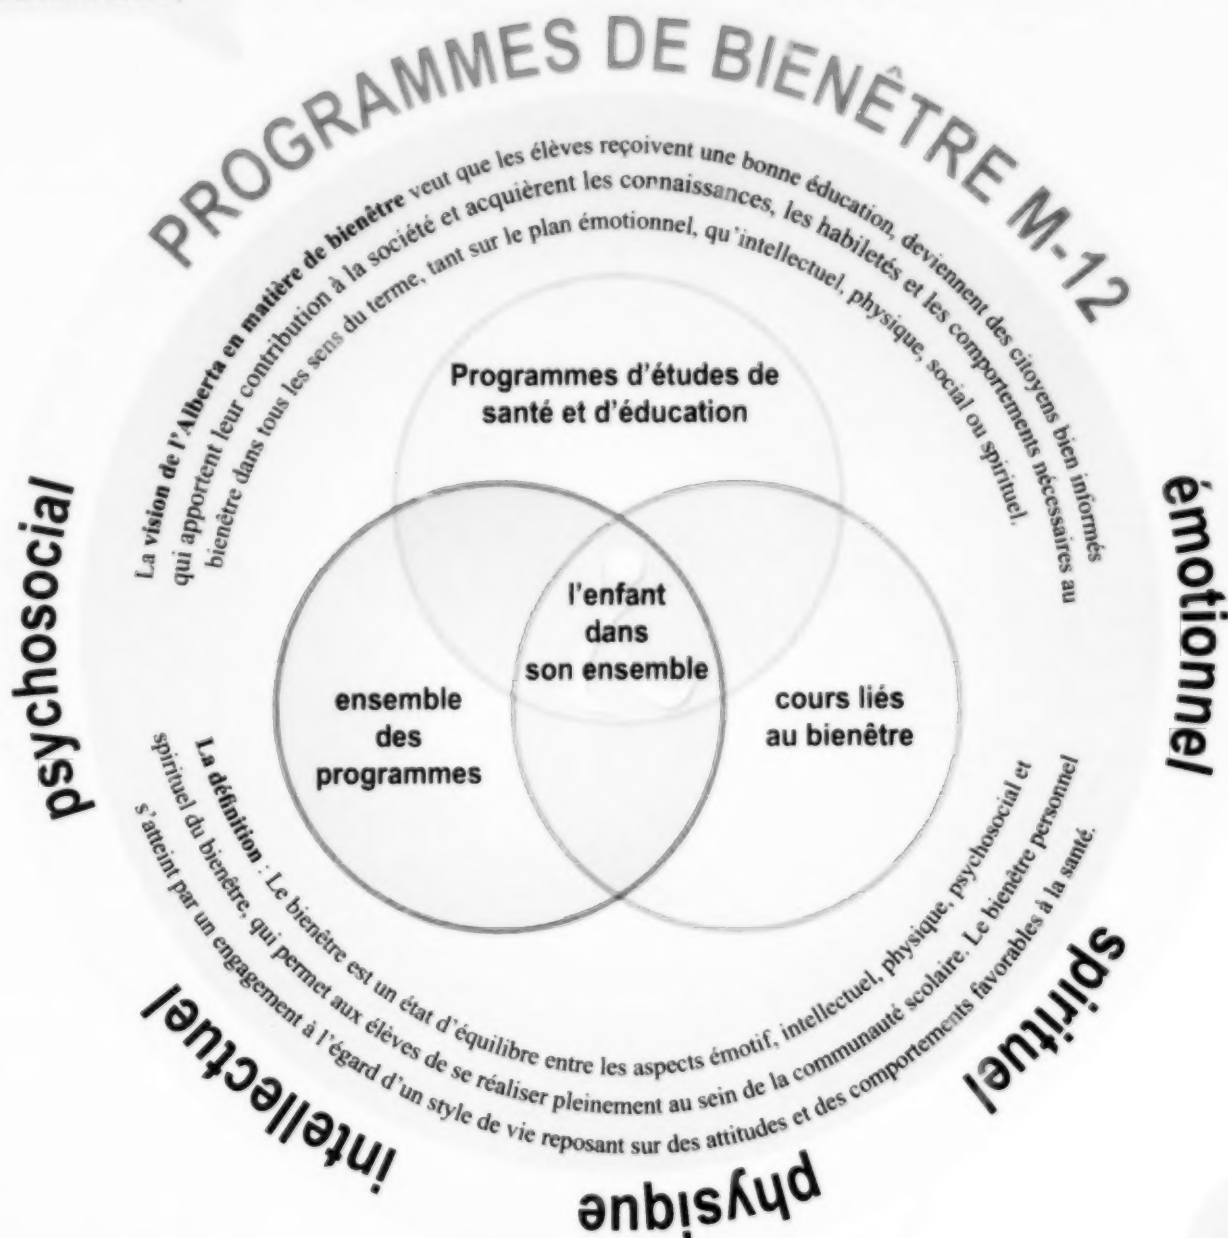 PROGRAMMES DE BIENÊTRE M-12
La vision de l'Alberta en matière de bienêtre veut que les élèves reçoivent une bonne éducation, deviennent des citoyens bien informés
qui apportent leur contribution à la société et acquièrent les connaissances, les habiletés et les comportements nécessaires au
bienêtre dans tous les sens du terme, tant sur le plan émotionnel, qu'intellectuel, physique, social ou spirituel.
Programmes d'études de
santé et d'éducation
l'enfant
dans
son ensemble
ensemble
des
programmes
cours liés
au bienêtre
La définition : Le bienêtre est un état d'équilibre entre les aspects émotif, intellectuel, physique, psychosocial et
spirituel du bienêtre, qui permet aux élèves de se réaliser pleinement au sein de la communauté scolaire. Le bienêtre personnel
s'atteint par un engagement à l'égard d'un style de vie reposant sur des attitudes et des comportements favorables à la santé.
psychosocial
émotionnel
spirituel
physique
intellectuel